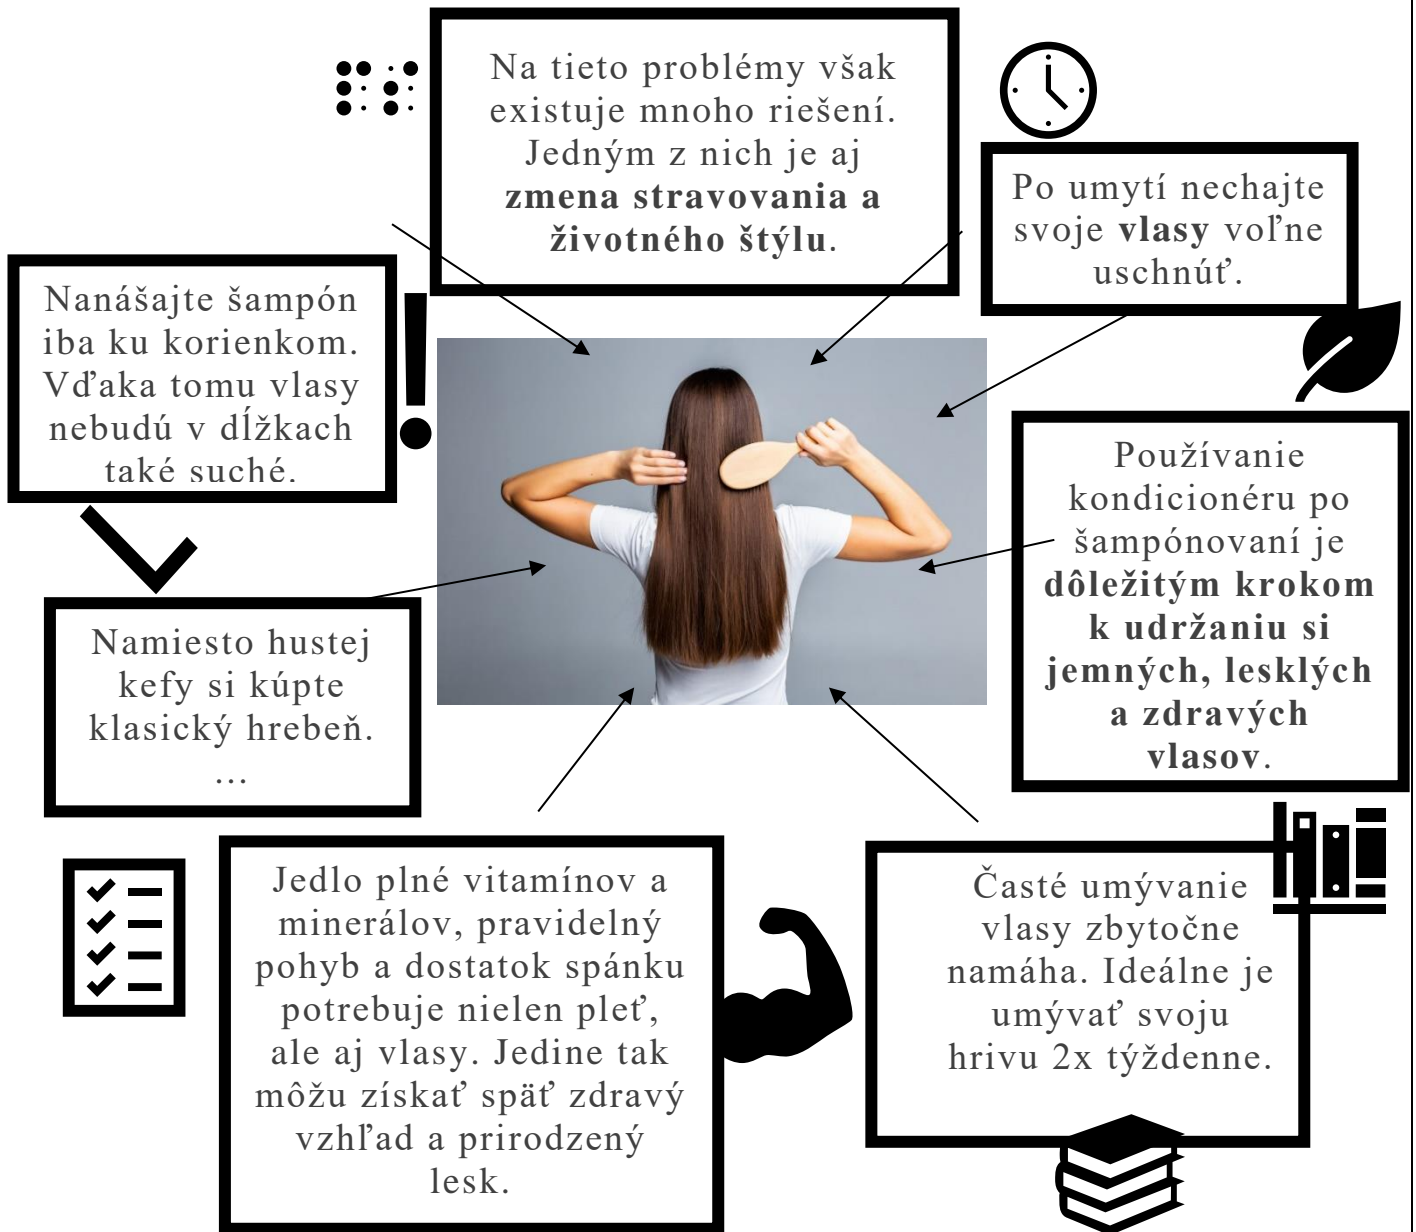 Na tieto problémy však
existuje mnoho riešení.
Jedným z nich je aj
zmena stravovania a
životného štýlu.
Po umytí nechajte
svoje vlasy voľne
uschnúť.
Nanášajte šampón
iba ku korienkom.
Vďaka tomu vlasy
nebudú v dĺžkach
také suché.
Používanie
kondicionéru po
šampónovaní je
dôležitým krokom
k udržaniu si
jemných, lesklých
a zdravých
vlasov.
Namiesto hustej
kefy si kúpte
klasický hrebeň.
...
Jedlo plné vitamínov a
minerálov, pravidelný
pohyb a dostatok spánku
potrebuje nielen pleť,
ale aj vlasy. Jedine tak
môžu získať späť zdravý
vzhľad a prirodzený
lesk.
Časté umývanie
vlasy zbytočne
namáha. Ideálne je
umývať svoju
hrivu 2x týždenne.